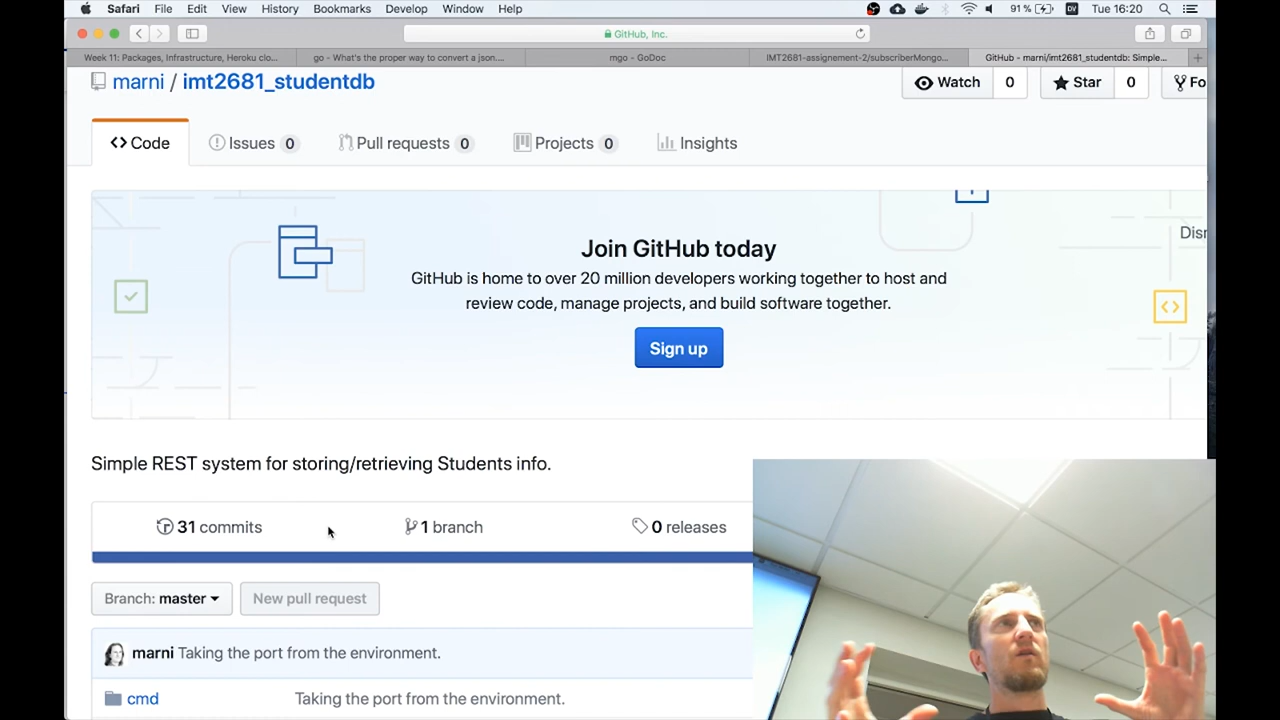 Safari File Edit View History Bookmarks Develop Window Help 91 % DV Tue 16:20
GitHub, Inc.
Week 11: Packages, Infrastructure, Heroku clo... go - What's the proper way to convert a json.... mgo - GoDoc IMT2681-assignement-2/subscriberMongo... GitHub - marni/imt2681_studentdb: Simple...
marni / imt2681_studentdb
Watch 0 Star 0 Fo
Code Issues 0 Pull requests 0 Projects 0 Insights
Disr
Join GitHub today
GitHub is home to over 20 million developers working together to host and
review code, manage projects, and build software together.
Sign up
Simple REST system for storing/retrieving Students info.
31 commits 1 branch 0 releases
Branch: master New pull request
marni Taking the port from the environment.
cmd Taking the port from the environment.